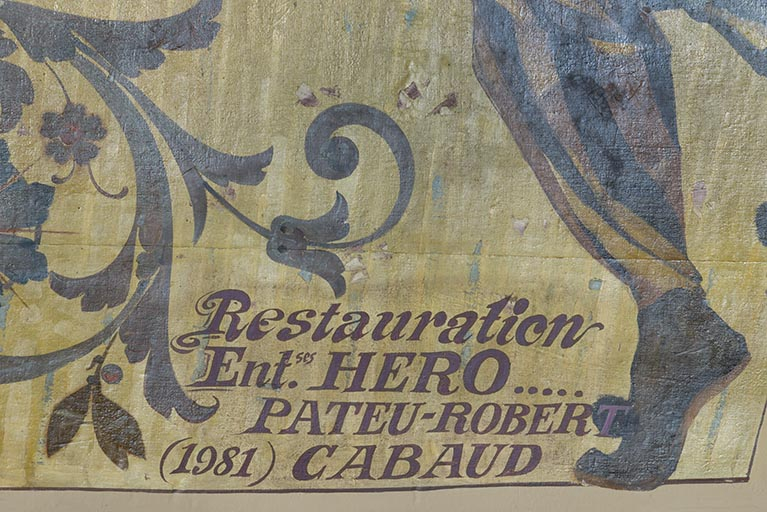 Restauration
Ent.ses HERO.....
PATEU-ROBERT
(1981) CABAUD